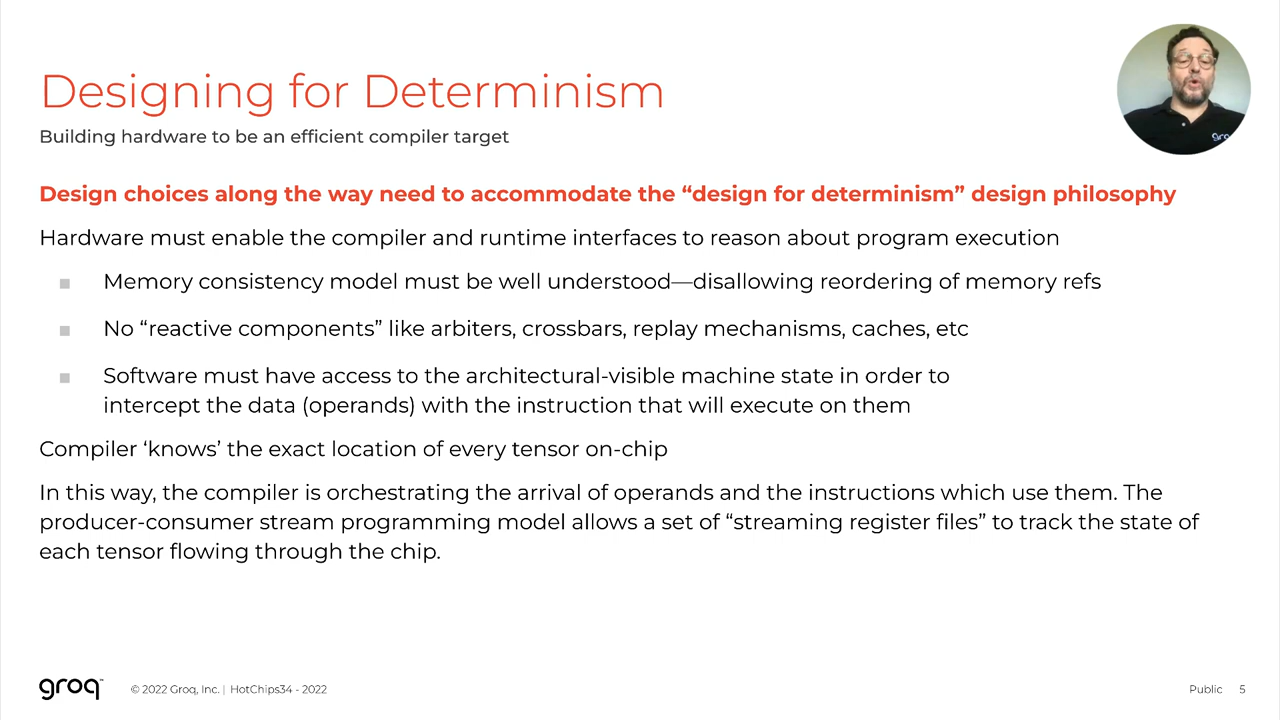 Designing for Determinism
Building hardware to be an efficient compiler target
Design choices along the way need to accommodate the “design for determinism” design philosophy
Hardware must enable the compiler and runtime interfaces to reason about program execution
Memory consistency model must be well understood—disallowing reordering of memory refs
No “reactive components” like arbiters, crossbars, replay mechanisms, caches, etc
Software must have access to the architectural-visible machine state in order to
intercept the data (operands) with the instruction that will execute on them
Compiler ‘knows’ the exact location of every tensor on-chip
In this way, the compiler is orchestrating the arrival of operands and the instructions which use them. The
producer-consumer stream programming model allows a set of “streaming register files” to track the state of
each tensor flowing through the chip.
groq™ © 2022 Groq, Inc. | HotChips34 - 2022 Public 5